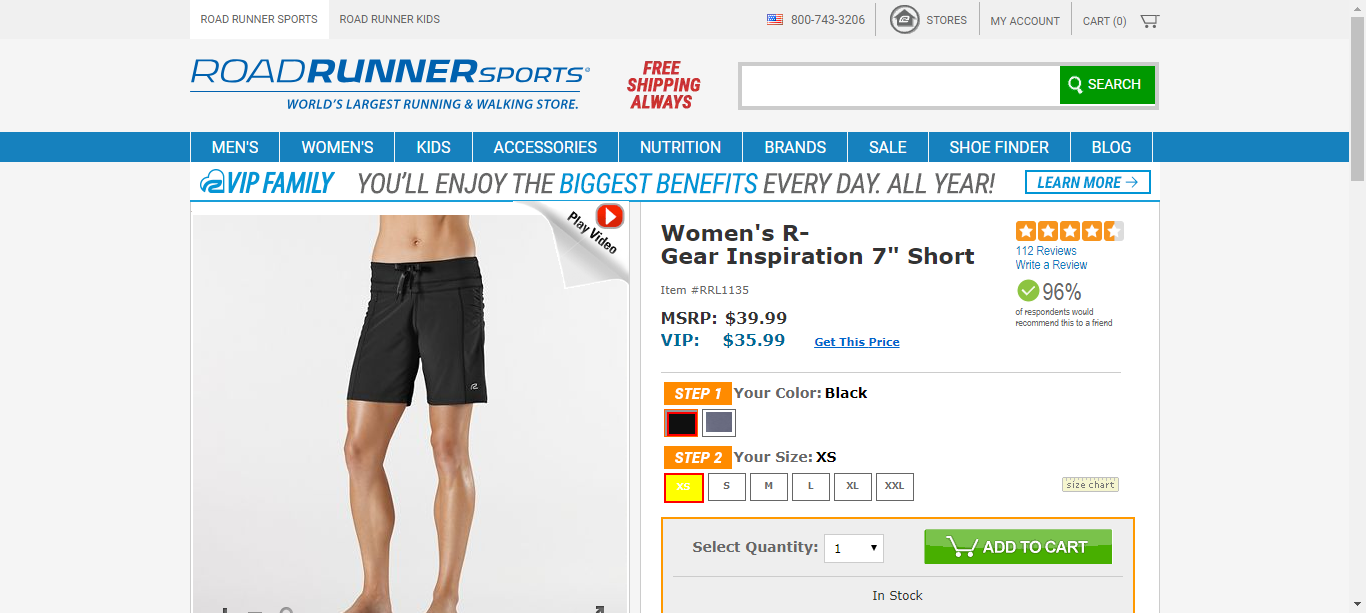 ROAD RUNNER SPORTS
ROAD RUNNER KIDS
800-743-3206
STORES
MY ACCOUNT
CART (0)
ROADRUNNERSPORTS
WORLD'S LARGEST RUNNING & WALKING STORE.
FREE
SHIPPING
ALWAYS
SEARCH
MEN'S
WOMEN'S
KIDS
ACCESSORIES
NUTRITION
BRANDS
SALE
SHOE FINDER
BLOG
VIP FAMILY
YOU'LL ENJOY THE BIGGEST BENEFITS EVERY DAY. ALL YEAR!
LEARN MORE
Play Video
Women's R-
Gear Inspiration 7" Short
Item #RRL1135
MSRP: $39.99
VIP: $35.99 Get This Price
112 Reviews
Write a Review
96%
of respondents would
recommend this to a friend
STEP 1 Your Color: Black
STEP 2 Your Size: XS
XS S M L XL XXL
size chart
Select Quantity: 1
ADD TO CART
In Stock